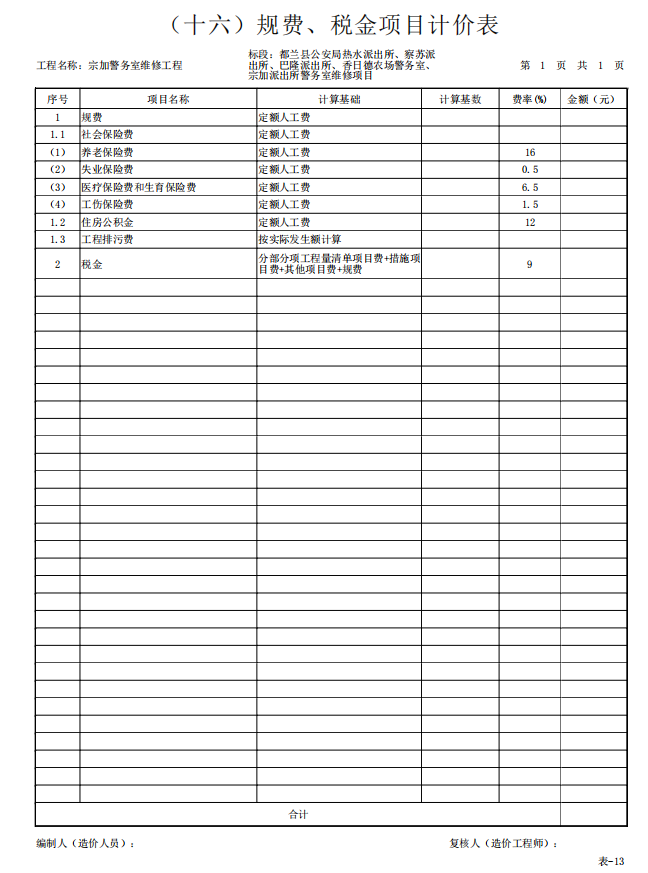 （十六）规费、税金项目计价表
标段：都兰县公安局热水派出所、察苏派
工程名称：宗加警务室维修工程 出所、巴隆派出所、香日德农场警务室、 第 1 页 共 1 页
宗加派出所警务室维修项目
序号 项目名称 计算基础 计算基数 费率(%) 金额（元）
1 规费 定额人工费
1.1 社会保险费 定额人工费
（1） 养老保险费 定额人工费 16
（2） 失业保险费 定额人工费 0.5
（3） 医疗保险费和生育保险费 定额人工费 6.5
（4） 工伤保险费 定额人工费 1.5
1.2 住房公积金 定额人工费 12
1.3 工程排污费 按实际发生额计算
2 税金 分部分项工程量清单项目费+措施项 9
目费+其他项目费+规费
合计
编制人（造价人员）： 复核人（造价工程师）：
表-13